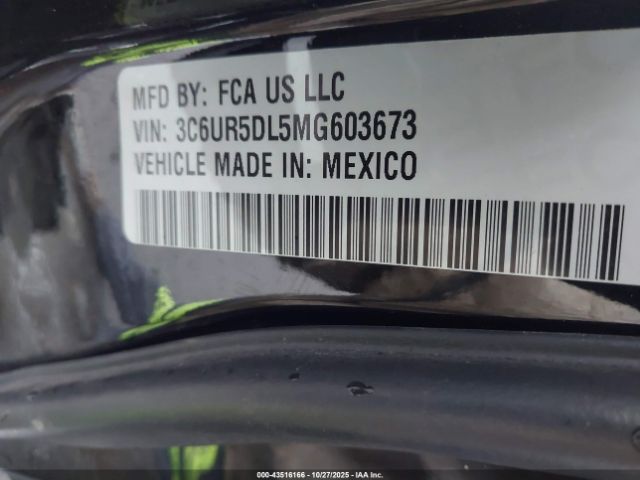 MFD BY: FCA US LLC
VIN: 3C6UR5DL5MG603673
VEHICLE MADE IN: MEXICO
000-43516166 - 10/27/2025 - IAA Inc.